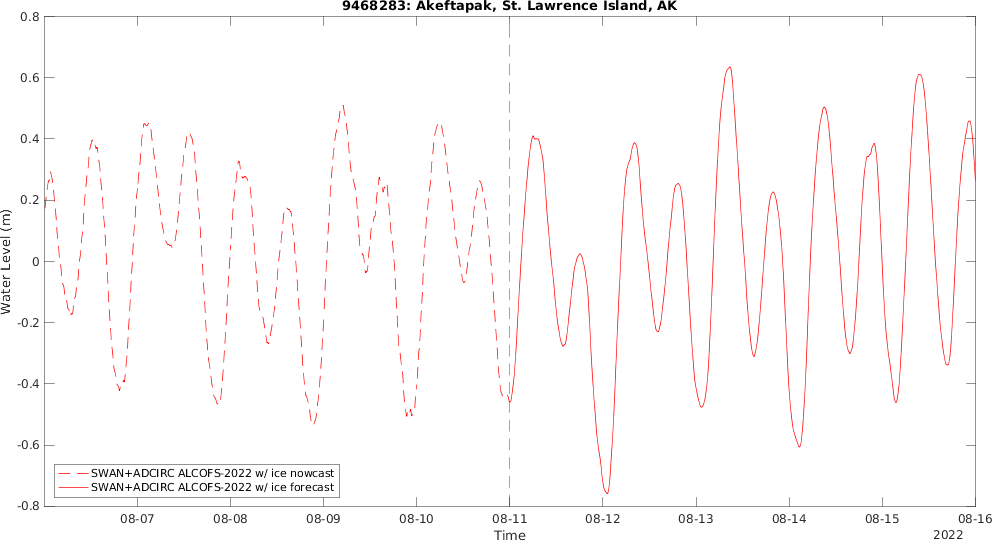 9468283: Akeftapak, St. Lawrence Island, AK
0.8
0.6
0.4
0.2
0
-0.2
-0.4
-0.6
-0.8
Water Level (m)
SWAN+ADCIRC ALCOFS-2022 w/ ice nowcast
SWAN+ADCIRC ALCOFS-2022 w/ ice forecast
08-07 08-08 08-09 08-10 08-11 08-12 08-13 08-14 08-15 08-16
Time
2022